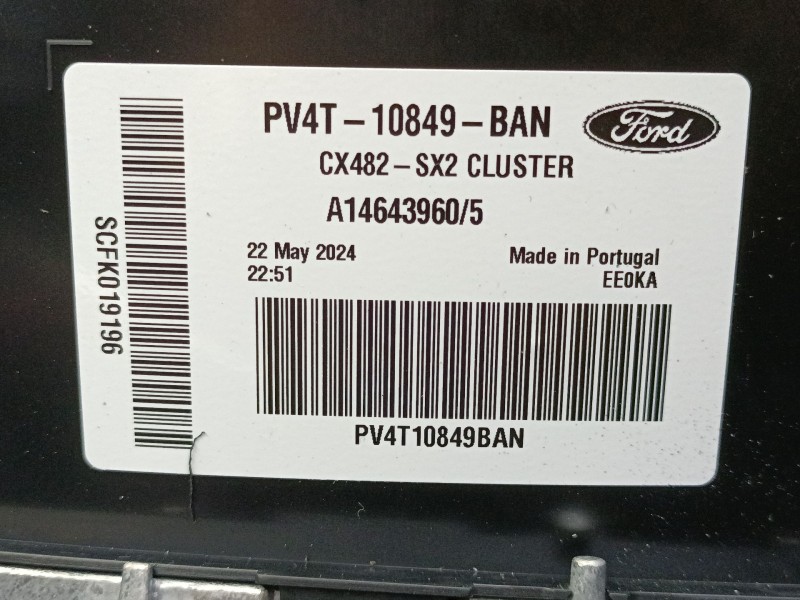 PV4T-10849-BAN
Ford
CX482-SX2 CLUSTER
A14643960/5
22 May 2024
22:51
Made in Portugal
EE0KA
SCFK019196
PV4T10849BAN